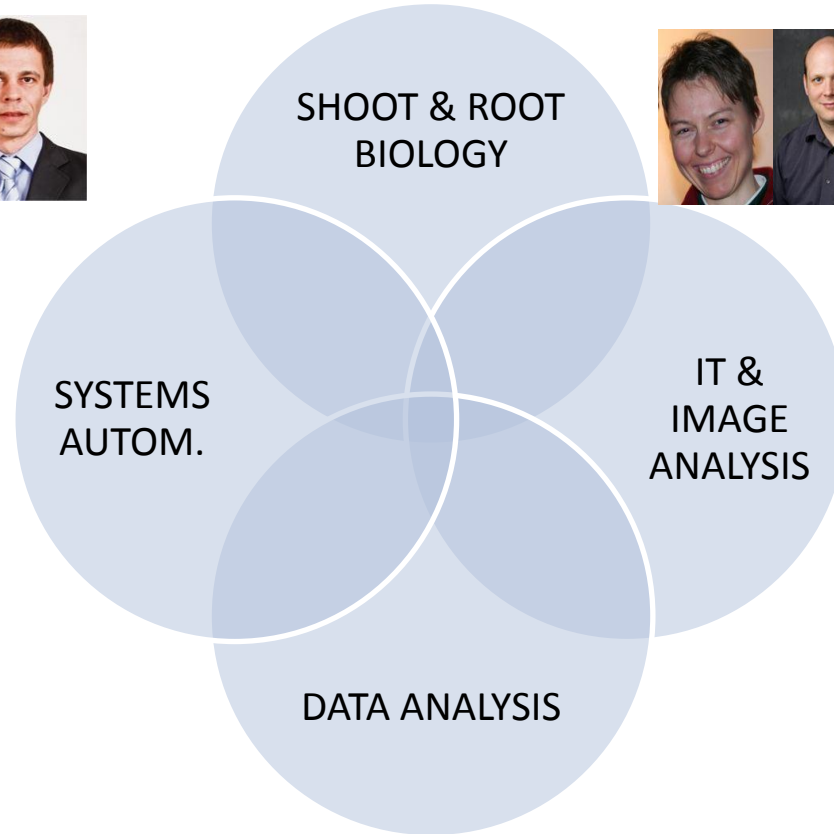 SHOOT & ROOT
BIOLOGY
SYSTEMS
AUTOM.
IT &
IMAGE
ANALYSIS
DATA ANALYSIS